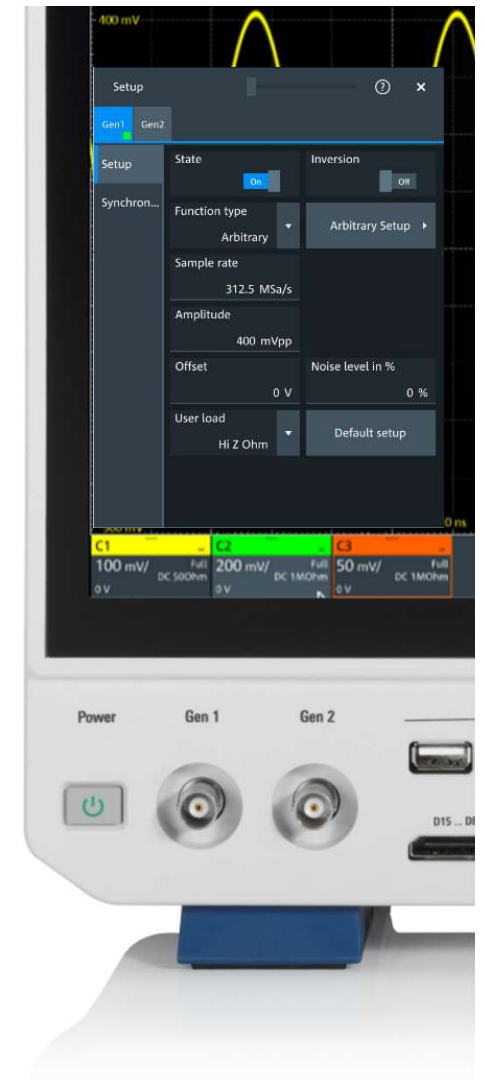 400 mV
Setup
?
×
Gen1
Gen2
Setup
Synchron...
State
On
Inversion
Off
Function type
Arbitrary
Arbitrary Setup
Sample rate
312.5 MSa/s
Amplitude
400 mVpp
Offset
0 V
Noise level in %
0 %
User load
Hi Z Ohm
Default setup
0 ns
C1
100 mV/
Full
DC 50Ohm
0 V
C2
200 mV/
Full
DC 1MOhm
0 V
C3
50 mV/
Full
DC 1MOhm
0 V
Power
Gen 1
Gen 2
D15 ... D8